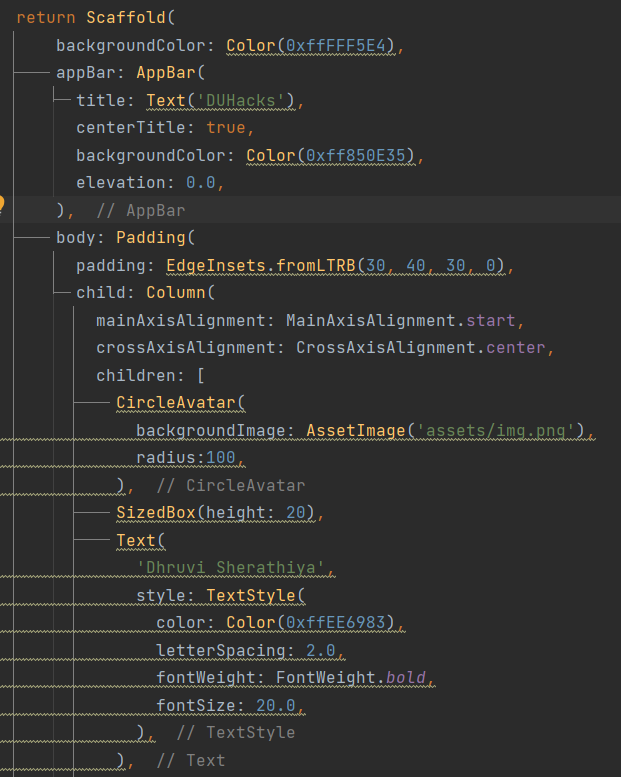 return Scaffold(
    backgroundColor: Color(0xffFFF5E4),
    appBar: AppBar(
      title: Text('DUHacks'),
      centerTitle: true,
      backgroundColor: Color(0xff850E35),
      elevation: 0.0,
    ),  // AppBar
    body: Padding(
      padding: EdgeInsets.fromLTRB(30, 40, 30, 0),
      child: Column(
        mainAxisAlignment: MainAxisAlignment.start,
        crossAxisAlignment: CrossAxisAlignment.center,
        children: [
          CircleAvatar(
            backgroundImage: AssetImage('assets/img.png'),
            radius:100,
          ),  // CircleAvatar
          SizedBox(height: 20),
          Text(
            'Dhruvi Sherathiya',
            style: TextStyle(
              color: Color(0xffEE6983),
              letterSpacing: 2.0,
              fontWeight: FontWeight.bold,
              fontSize: 20.0,
            ),  // TextStyle
          ),  // Text